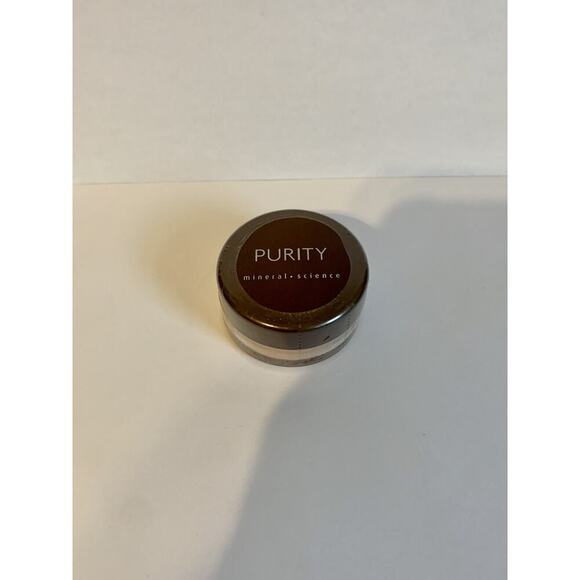 PURITY
mineral • science